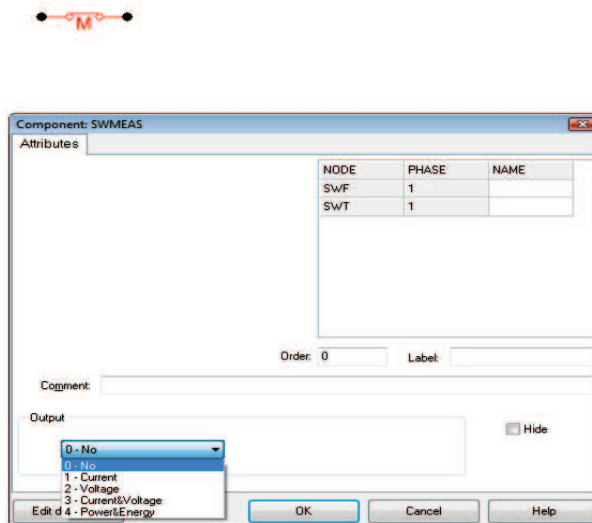 M
Component: SWMEAS
Attributes
NODE PHASE NAME
SWF 1
SWT 1
Order: 0 Label:
Comment:
Output
Hide
0 - No
0 - No
1 - Current
2 - Voltage
3 - Current&Voltage
4 - Power&Energy
Edit d OK Cancel Help